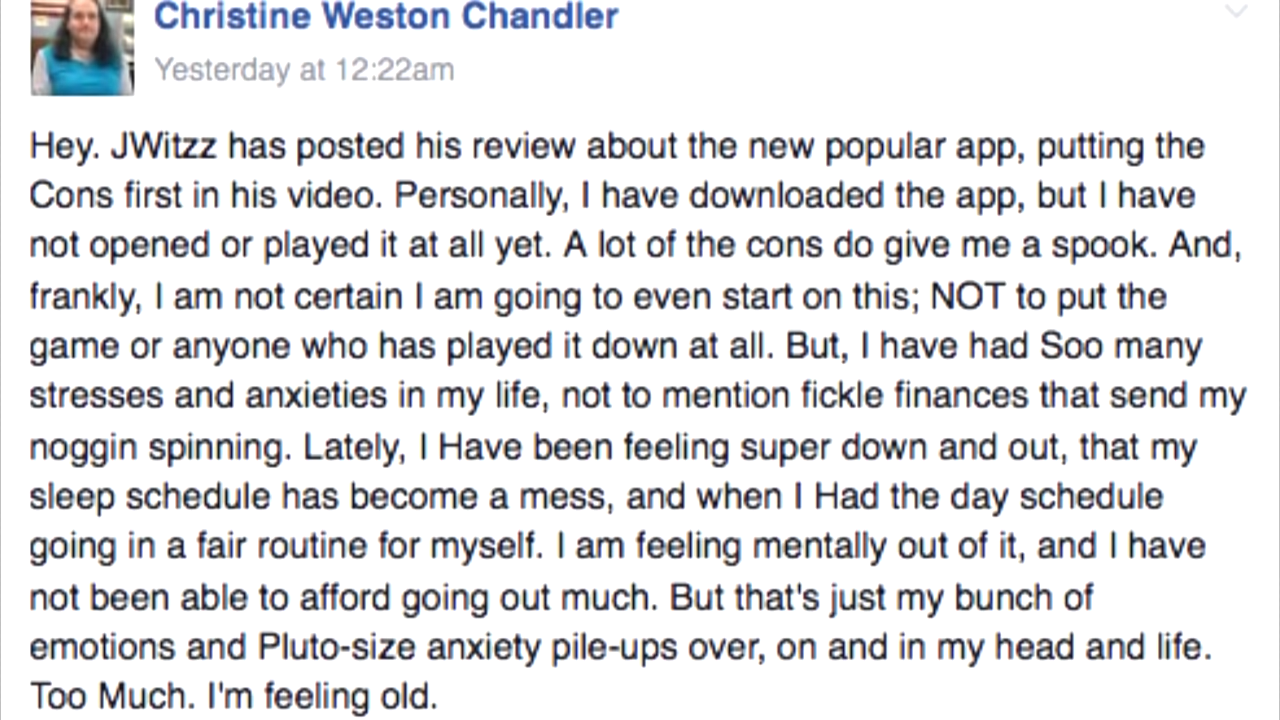 Christine Weston Chandler
Yesterday at 12:22am
Hey. JWitzz has posted his review about the new popular app, putting the
Cons first in his video. Personally, I have downloaded the app, but I have
not opened or played it at all yet. A lot of the cons do give me a spook. And,
frankly, I am not certain I am going to even start on this; NOT to put the
game or anyone who has played it down at all. But, I have had Soo many
stresses and anxieties in my life, not to mention fickle finances that send my
noggin spinning. Lately, I Have been feeling super down and out, that my
sleep schedule has become a mess, and when I Had the day schedule
going in a fair routine for myself. I am feeling mentally out of it, and I have
not been able to afford going out much. But that's just my bunch of
emotions and Pluto-size anxiety pile-ups over, on and in my head and life.
Too Much. I'm feeling old.